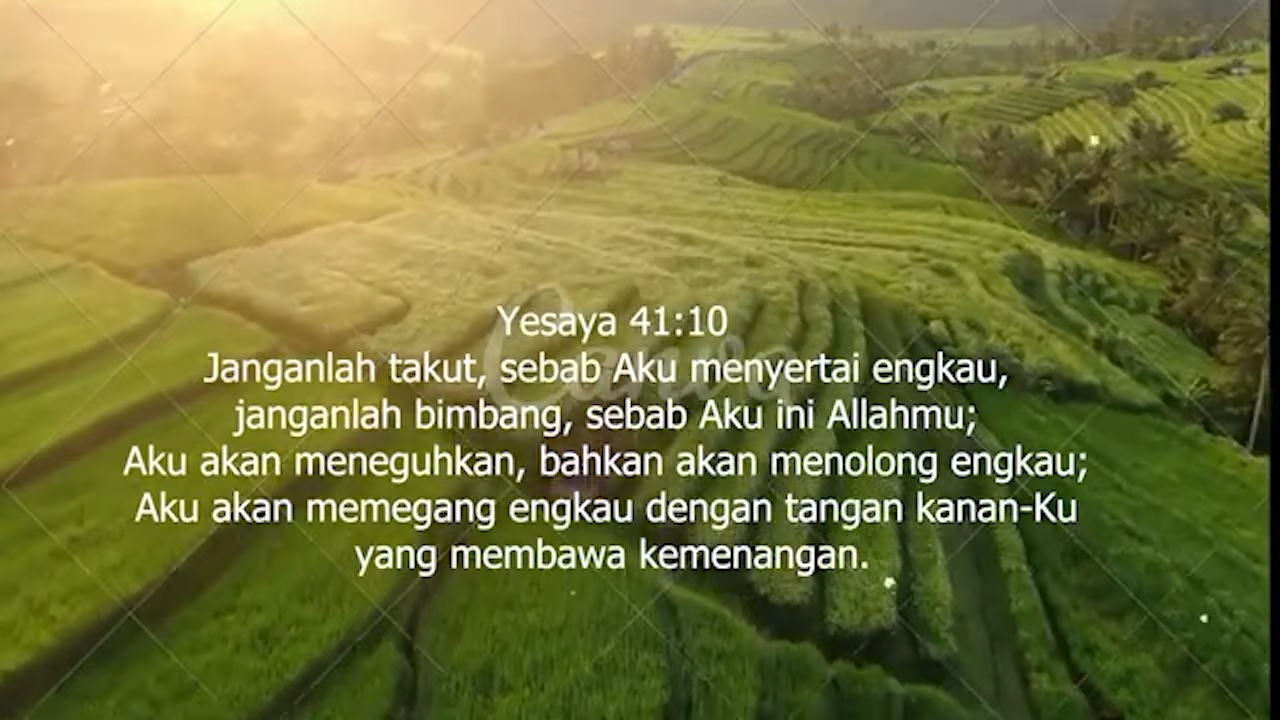 Yesaya 41:10
Janganlah takut, sebab Aku menyertai engkau,
janganlah bimbang, sebab Aku ini Allahmu;
Aku akan meneguhkan, bahkan akan menolong engkau;
Aku akan memegang engkau dengan tangan kanan-Ku
yang membawa kemenangan.
Canva